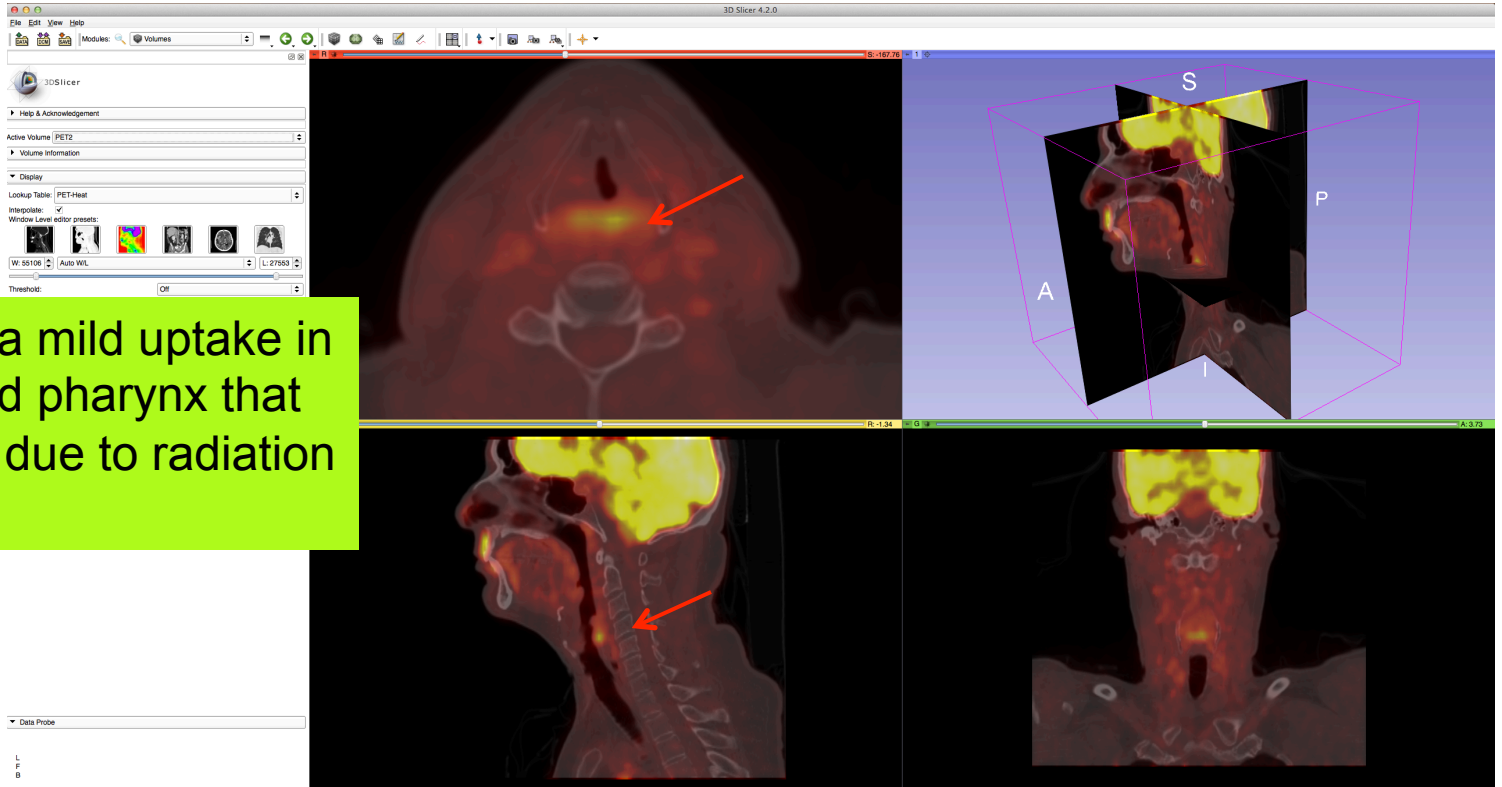 3D Slicer 4.2.0
File Edit View Help
DATA DCM SAVE Modules: Volumes
R S: -167.76 1
3DSlicer
Help & Acknowledgement
Active Volume PET2
Volume Information
Display
Lookup Table: PET-Heat
Interpolate:
Window Level editor presets:
W: 55106 Auto W/L L: 27553
Threshold: Off
S
P
A
I
a mild uptake in
d pharynx that
due to radiation
R: -1.34 G A: 3.73
Data Probe
L
F
B